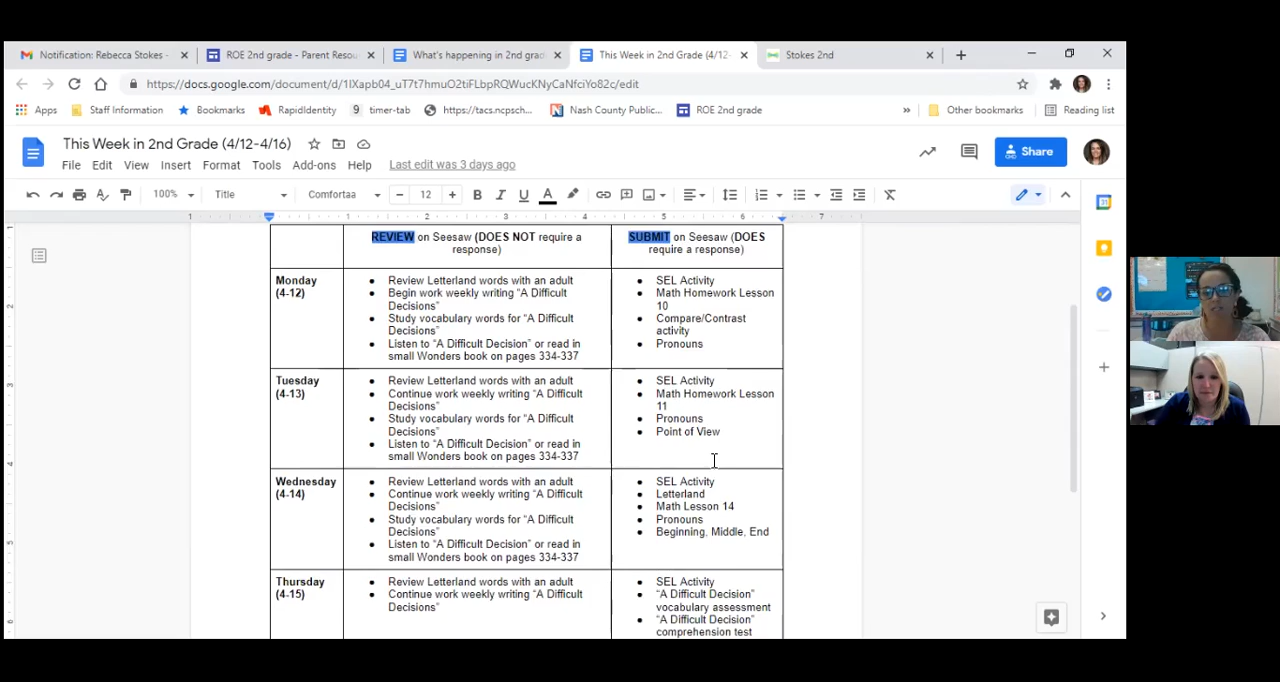 Notification: Rebecca Stokes -
ROE 2nd grade - Parent Resou
What's happening in 2nd grad
This Week in 2nd Grade (4/12-
Stokes 2nd
https://docs.google.com/document/d/1IXapb04_uT7t7hmuO2tiFLbpRQWucKNyCaNfciYo82c/edit
Apps
Staff Information
Bookmarks
RapidIdentity
9 timer-tab
https://tacs.ncpsch...
Nash County Public...
ROE 2nd grade
»
Other bookmarks
Reading list
This Week in 2nd Grade (4/12-4/16)
File Edit View Insert Format Tools Add-ons Help Last edit was 3 days ago
Share
100% Title Comfortaa - 12 + B I U A
1 1 2 3 4 5 6 7
REVIEW on Seesaw (DOES NOT require a
response)
SUBMIT on Seesaw (DOES
require a response)
Monday
(4-12)
Review Letterland words with an adult
Begin work weekly writing "A Difficult
Decisions"
Study vocabulary words for "A Difficult
Decisions"
Listen to "A Difficult Decision" or read in
small Wonders book on pages 334-337
SEL Activity
Math Homework Lesson
10
Compare/Contrast
activity
Pronouns
Tuesday
(4-13)
Review Letterland words with an adult
Continue work weekly writing "A Difficult
Decisions"
Study vocabulary words for "A Difficult
Decisions"
Listen to "A Difficult Decision" or read in
small Wonders book on pages 334-337
SEL Activity
Math Homework Lesson
11
Pronouns
Point of View
Wednesday
(4-14)
Review Letterland words with an adult
Continue work weekly writing "A Difficult
Decisions"
Study vocabulary words for "A Difficult
Decisions"
Listen to "A Difficult Decision" or read in
small Wonders book on pages 334-337
SEL Activity
Letterland
Math Lesson 14
Pronouns
Beginning, Middle, End
Thursday
(4-15)
Review Letterland words with an adult
Continue work weekly writing "A Difficult
Decisions"
SEL Activity
"A Difficult Decision"
vocabulary assessment
"A Difficult Decision"
comprehension test